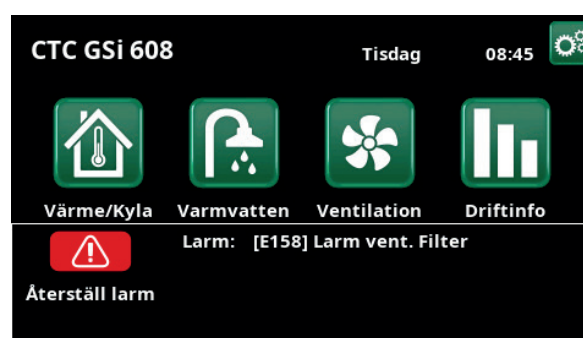 CTC GSi 608 Tisdag 08:45
Värme/Kyla Varmvatten Ventilation Driftinfo
Larm: [E158] Larm vent. Filter
Återställ larm